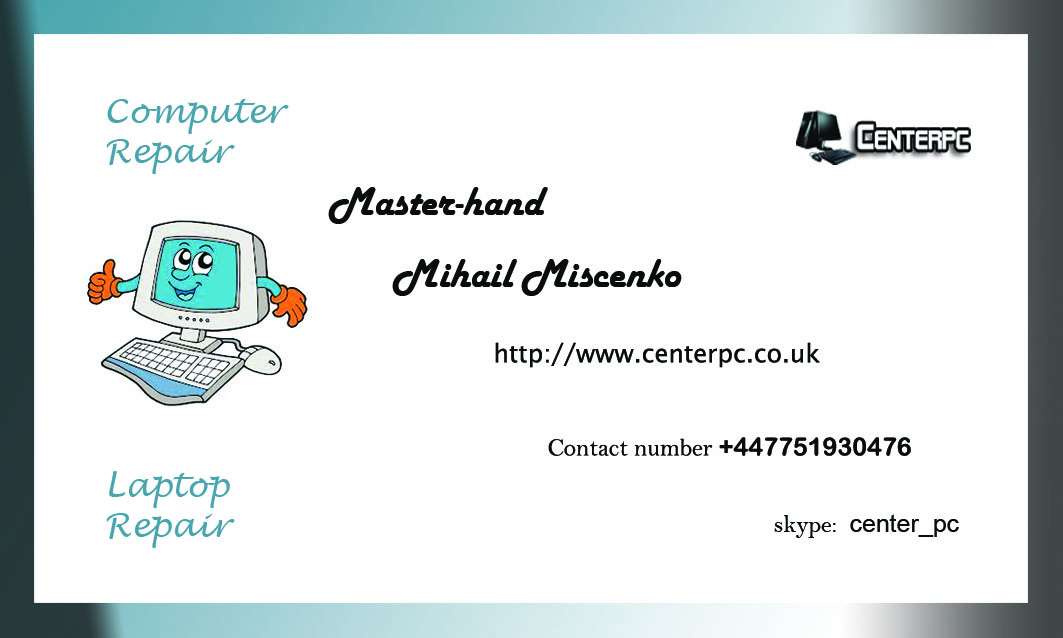 Computer
Repair
CENTERPC
Master-hand
Mihail Miscenko
http://www.centerpc.co.uk
Contact number +447751930476
Laptop
Repair
skype: center_pc